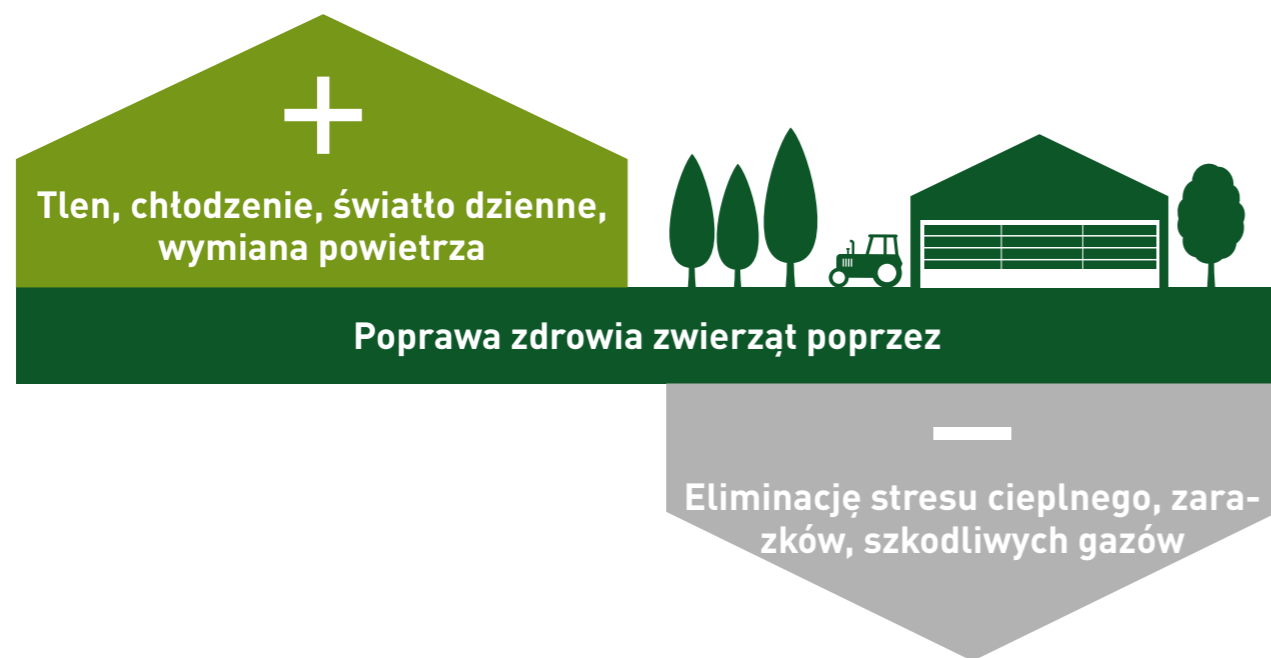 +
Tlen, chłodzenie, światło dzienne,
wymiana powietrza
Poprawa zdrowia zwierząt poprzez
—
Eliminację stresu cieplnego, zara-
zków, szkodliwych gazów